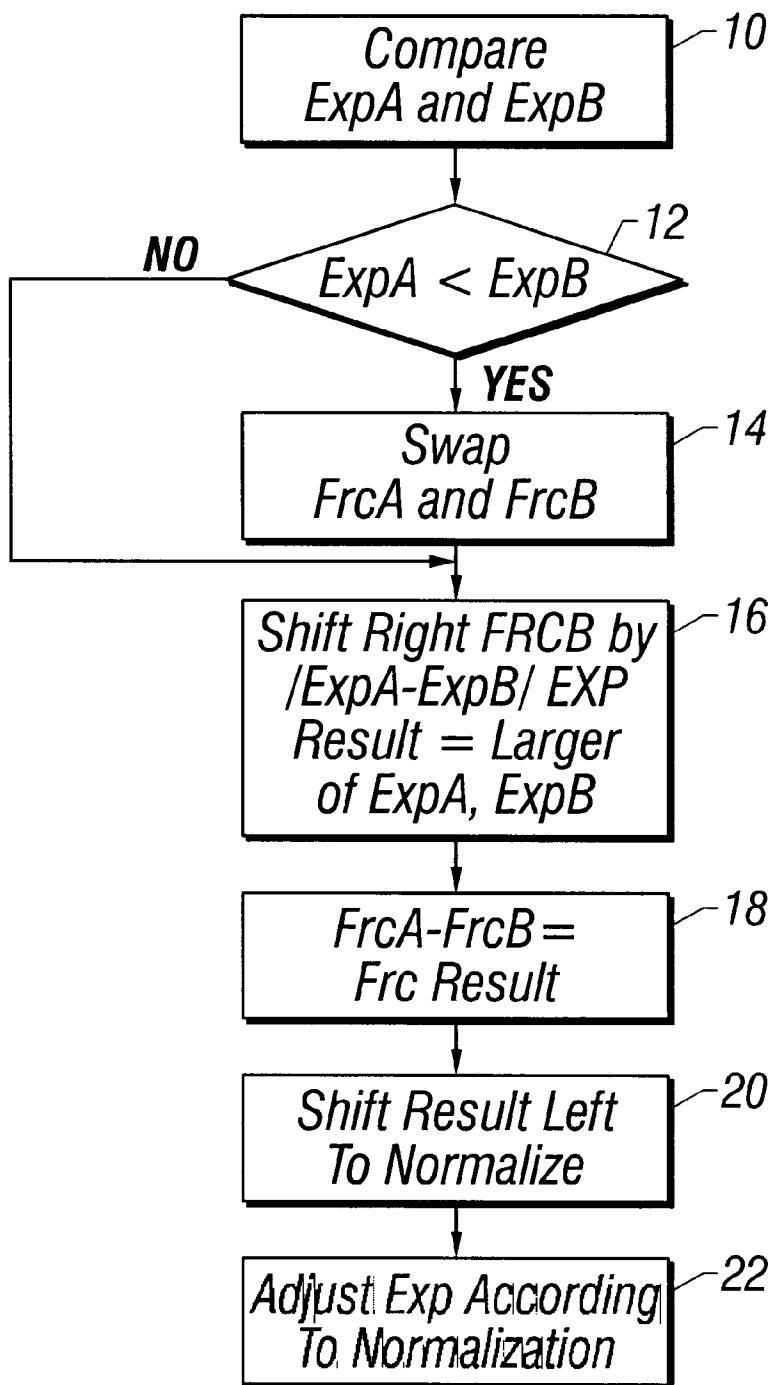 10
Compare
ExpA and ExpB
12
NO
ExpA < ExpB
YES
14
Swap
FrcA and FrcB
16
Shift Right FRCB by
/ExpA-ExpB/ EXP
Result = Larger
of ExpA, ExpB
18
FrcA-FrcB =
Frc Result
20
Shift Result Left
To Normalize
22
Adjust Exp According
To Normalization